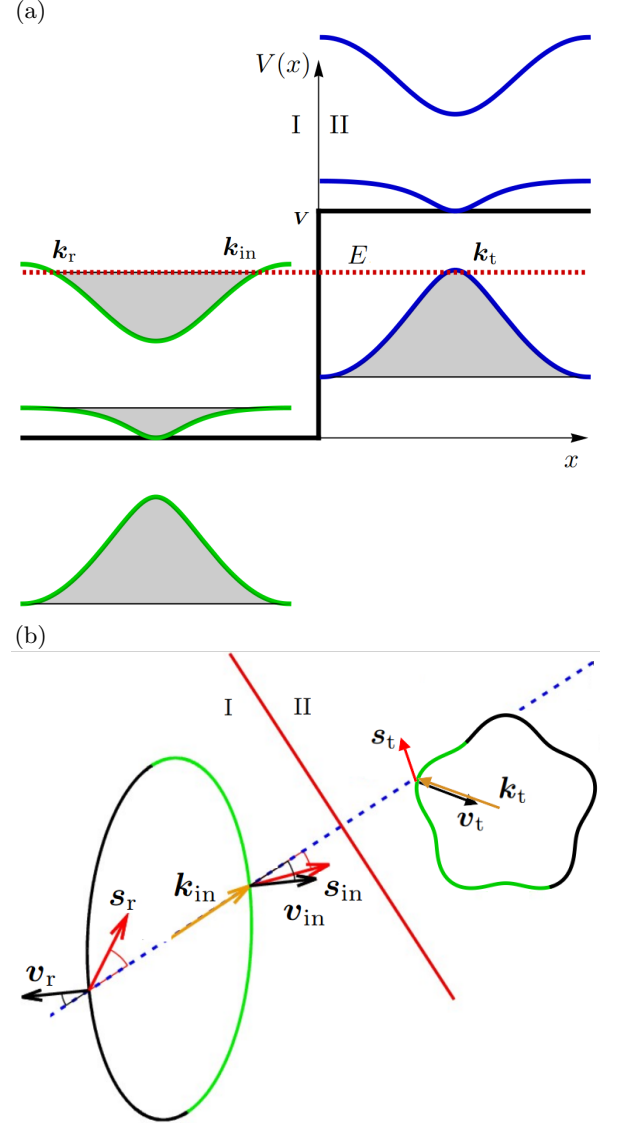 (a)
V(x)
I II
v
k_r k_in E k_t
x
(b)
I II
s_t
k_t
v_t
k_in s_in
s_r
v_in
v_r